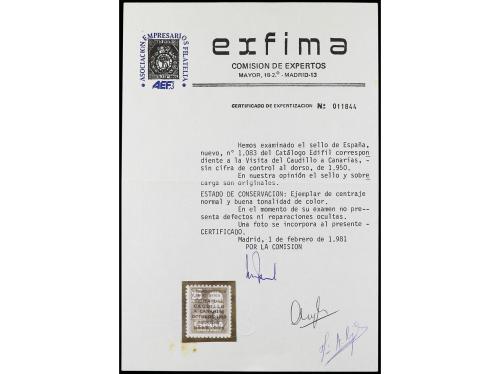 ASOCIACION EMPRESARIOS FILATELIA
AEF
exfima
COMISION DE EXPERTOS
MAYOR, 18-2.º - MADRID-13
CERTIFICADO DE EXPERTIZACION Nº 011844
Hemos examinado el sello de España,
nuevo, nº 1.083 del Catálogo Edifil correspon
diente a la Visita del Caudillo a Canarias, -
sin cifra de control al dorso, de 1.950.
En nuestra opinión el sello y sobre
carga son originales.
ESTADO DE CONSERVACION: Ejemplar de centraje
normal y buena tonalidad de color.
En el momento de su examen no pre--
senta defectos ni reparaciones ocultas.
Una foto se incorpora al presente -
CERTIFICADO.
Madrid, 1 de febrero de 1.981
POR LA COMISION
CAUDILLO
A CANARIAS